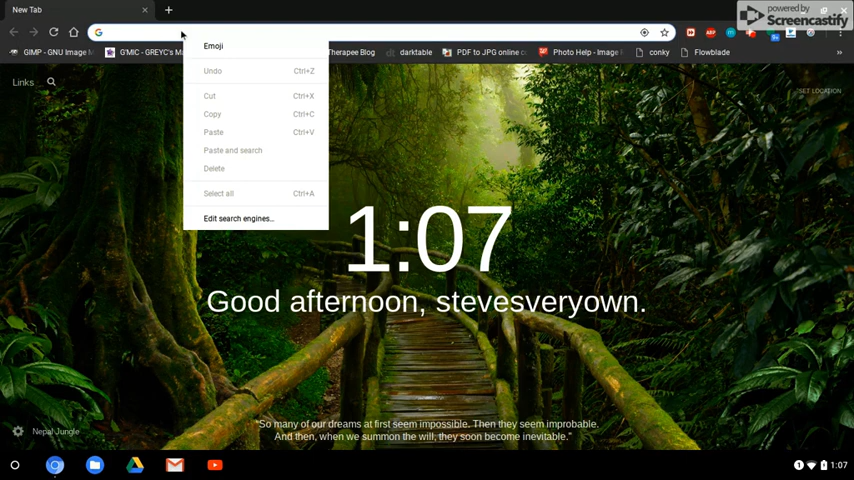 New Tab
powered by
Screencastify
GIMP - GNU Image M
G'MIC - GREYC's Ma
Therapee Blog
darktable
PDF to JPG online c
Photo Help - Image
conky
Flowblade
»
Links
SET LOCATION
Emoji
Undo Ctrl+Z
Cut Ctrl+X
Copy Ctrl+C
Paste Ctrl+V
Paste and search
Delete
Select all Ctrl+A
Edit search engines...
1:07
Good afternoon, stevesveryown.
"So many of our dreams at first seem impossible. Then they seem improbable.
And then, when we summon the will, they soon become inevitable."
Nepal Jungle
1 1:07